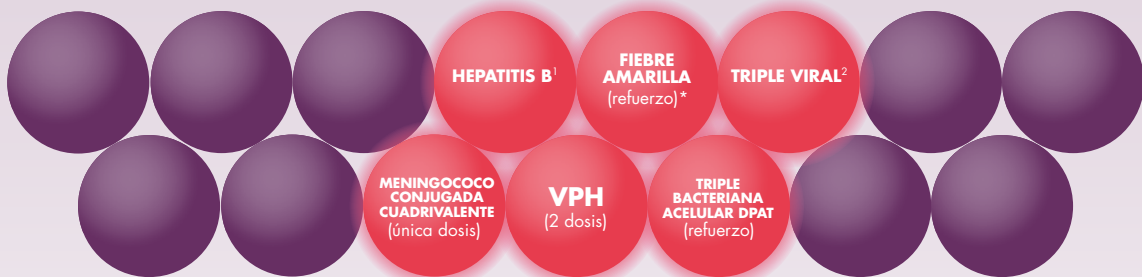 HEPATITIS B¹
FIEBRE
AMARILLA
(refuerzo)*
TRIPLE VIRAL²
MENINGOCOCO
CONJUGADA
CUADRIVALENTE
(única dosis)
VPH
(2 dosis)
TRIPLE
BACTERIANA
ACELULAR DPAT
(refuerzo)